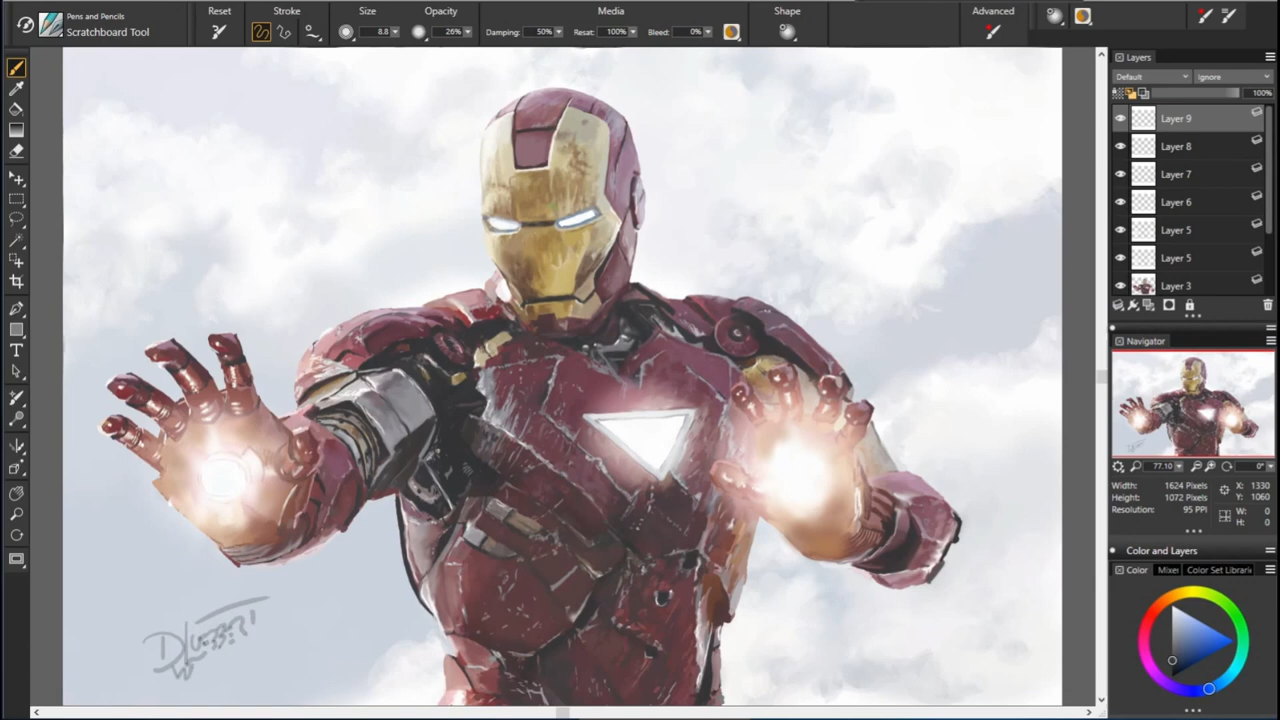 Pens and Pencils
Scratchboard Tool
Reset
Stroke
Size
8.8
Opacity
26%
Media
Damping: 50%
Resat: 100%
Bleed: 0%
Shape
Advanced
Layers
Default
Ignore
100%
Layer 9
Layer 8
Layer 7
Layer 6
Layer 5
Layer 5
Layer 3
Navigator
77.10
0°
Width: 1624 Pixels
Height: 1072 Pixels
Resolution: 95 PPI
X: 1330
Y: 1060
W: 0
H: 0
Color and Layers
Color
Mixer
Color Set Librari
T